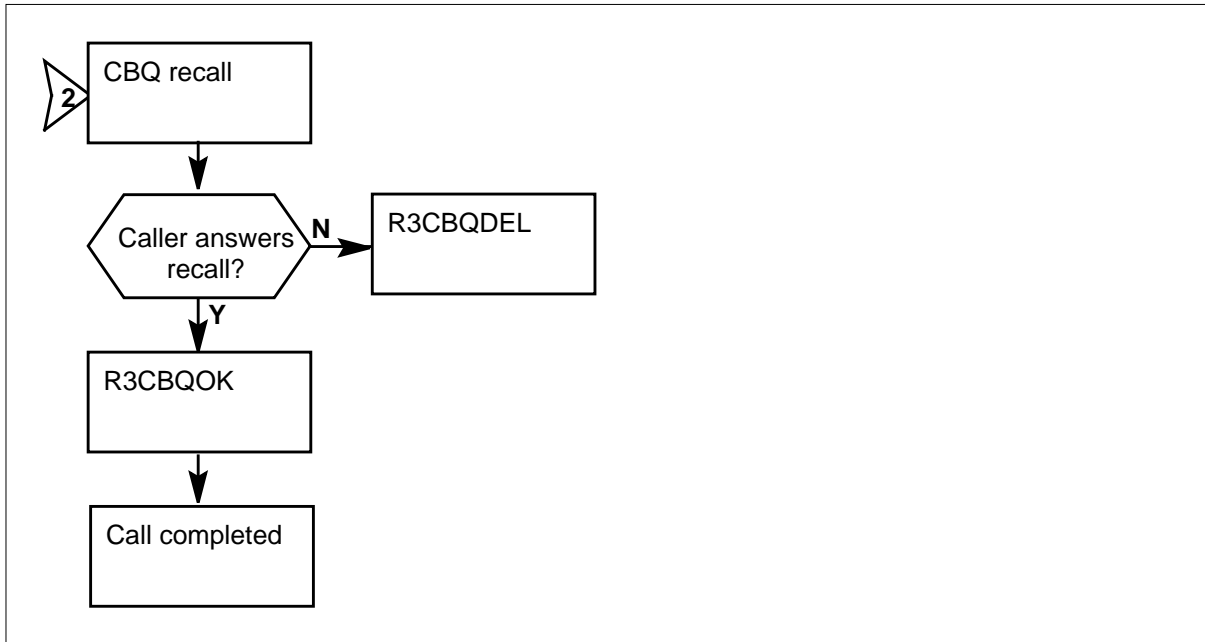 CBQ recall
2
Caller answers
recall?
N
R3CBQDEL
Y
R3CBQOK
Call completed